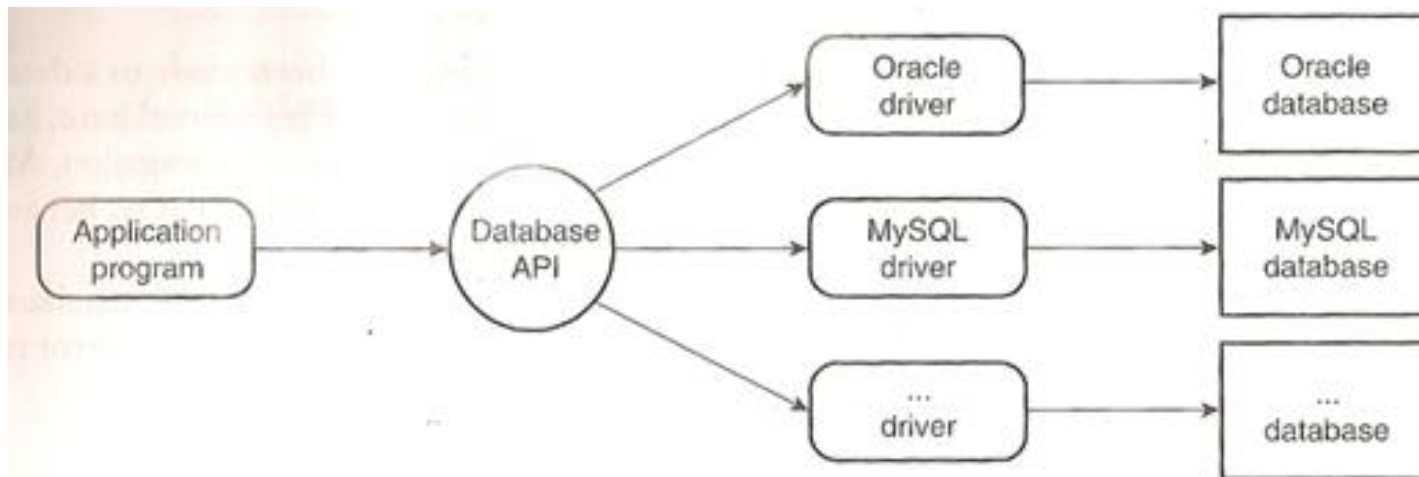 Application
program
Database
API
Oracle
driver
Oracle
database
MySQL
driver
MySQL
database
...
driver
...
database